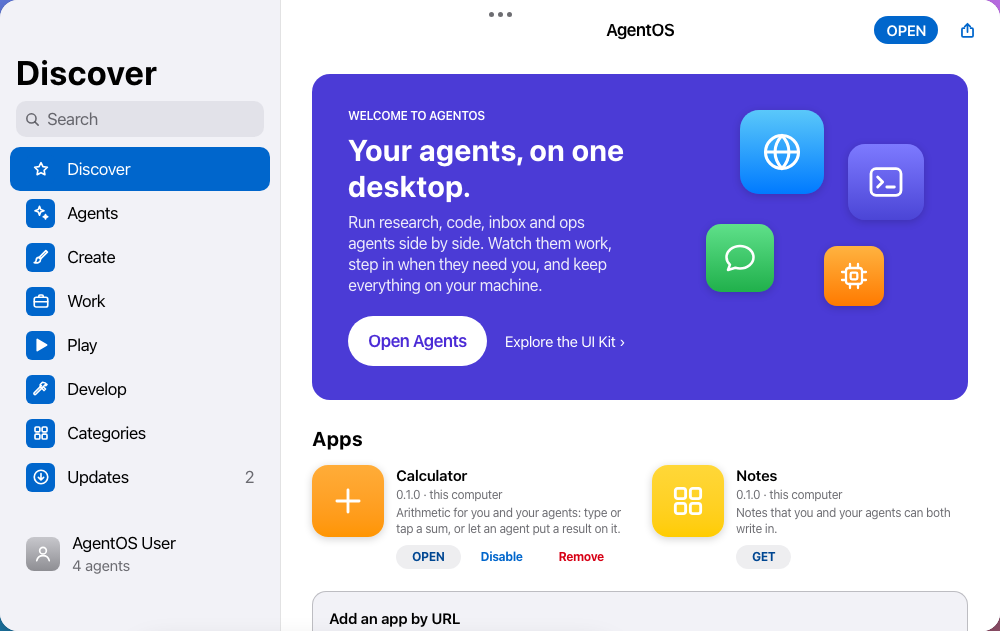 AgentOS
OPEN
Discover
Search
Discover
Agents
Create
Work
Play
Develop
Categories
Updates 2
AgentOS User
4 agents
WELCOME TO AGENTOS
Your agents, on one
desktop.
Run research, code, inbox and ops
agents side by side. Watch them work,
step in when they need you, and keep
everything on your machine.
Open Agents
Explore the UI Kit ›
Apps
Calculator
0.1.0 · this computer
Arithmetic for you and your agents: type or
tap a sum, or let an agent put a result on it.
OPEN Disable Remove
Notes
0.1.0 · this computer
Notes that you and your agents can both
write in.
GET
Add an app by URL